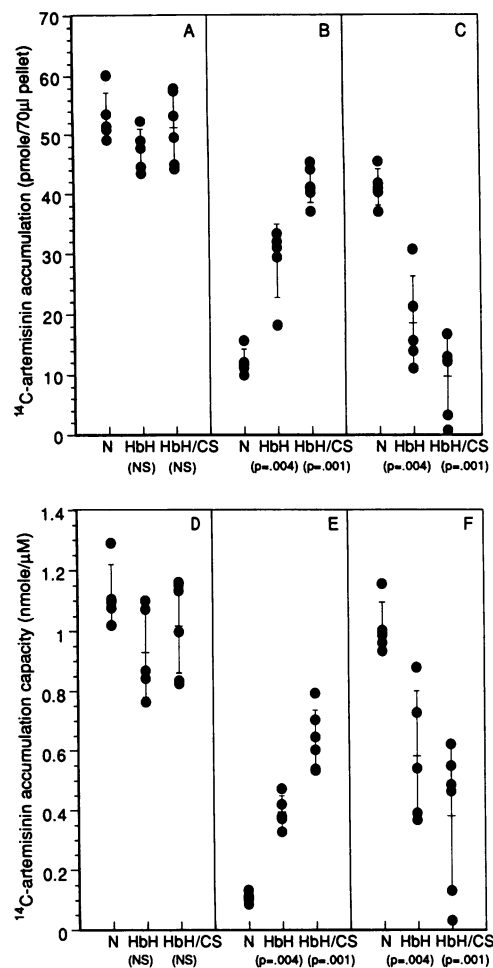 70
60
50
40
30
20
10
0
¹⁴C-artemisinin accumulation (pmole/70µl pellet)
A
B
C
N HbH HbH/CS N HbH HbH/CS N HbH HbH/CS
(NS) (NS) (p=.004) (p=.001) (p=.004) (p=.001)
1.4
1.2
1
0.8
0.6
0.4
0.2
0
¹⁴C-artemisinin accumulation capacity (nmole/µM)
D
E
F
N HbH HbH/CS N HbH HbH/CS N HbH HbH/CS
(NS) (NS) (p=.004) (p=.001) (p=.004) (p=.001)